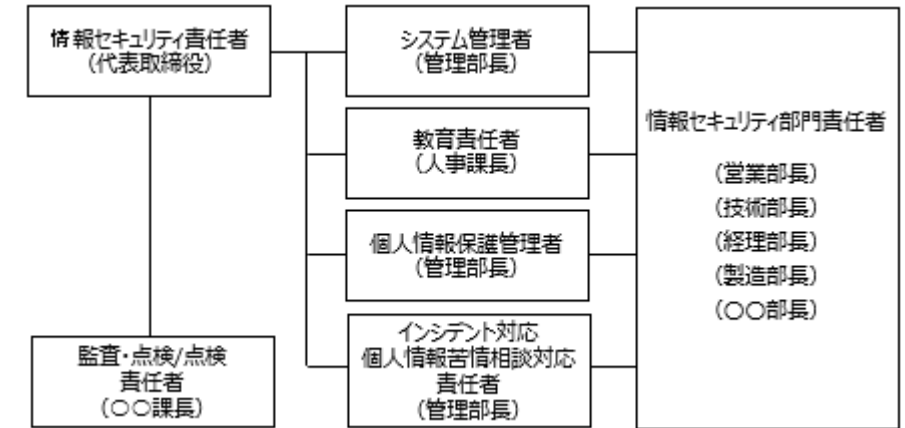 情報セキュリティ責任者
(代表取締役)
監査・点検/点検
責任者
(〇〇課長)
システム管理者
(管理部長)
教育責任者
(人事課長)
個人情報保護管理者
(管理部長)
インシデント対応
個人情報苦情相談対応
責任者
(管理部長)
情報セキュリティ部門責任者
(営業部長)
(技術部長)
(経理部長)
(製造部長)
(〇〇部長)